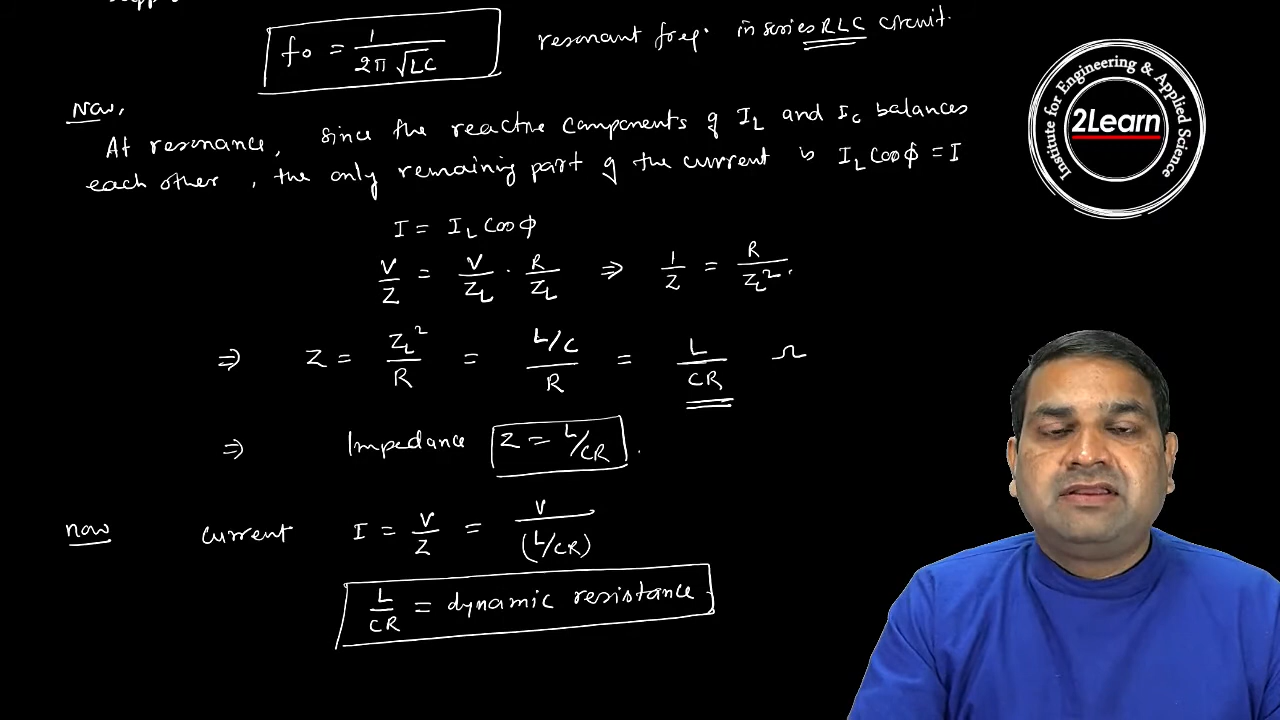 f₀ = 1 / 2π √LC resonant freq. in series RLC circuit.
Now,
At resonance, since the reactive components of I_L and I_C balances
each other, the only remaining part of the current is I_L Cosϕ = I
I = I_L Cosϕ
V/Z = V/Z_L · R/Z_L ⇒ 1/Z = R/Z_L².
⇒ Z = Z_L²/R = L/C / R = L/CR Ω
⇒ Impedance Z = L/CR .
now current I = V/Z = V/(L/CR)
L/CR = dynamic resistance.
Institute for Engineering & Applied Science
2Learn